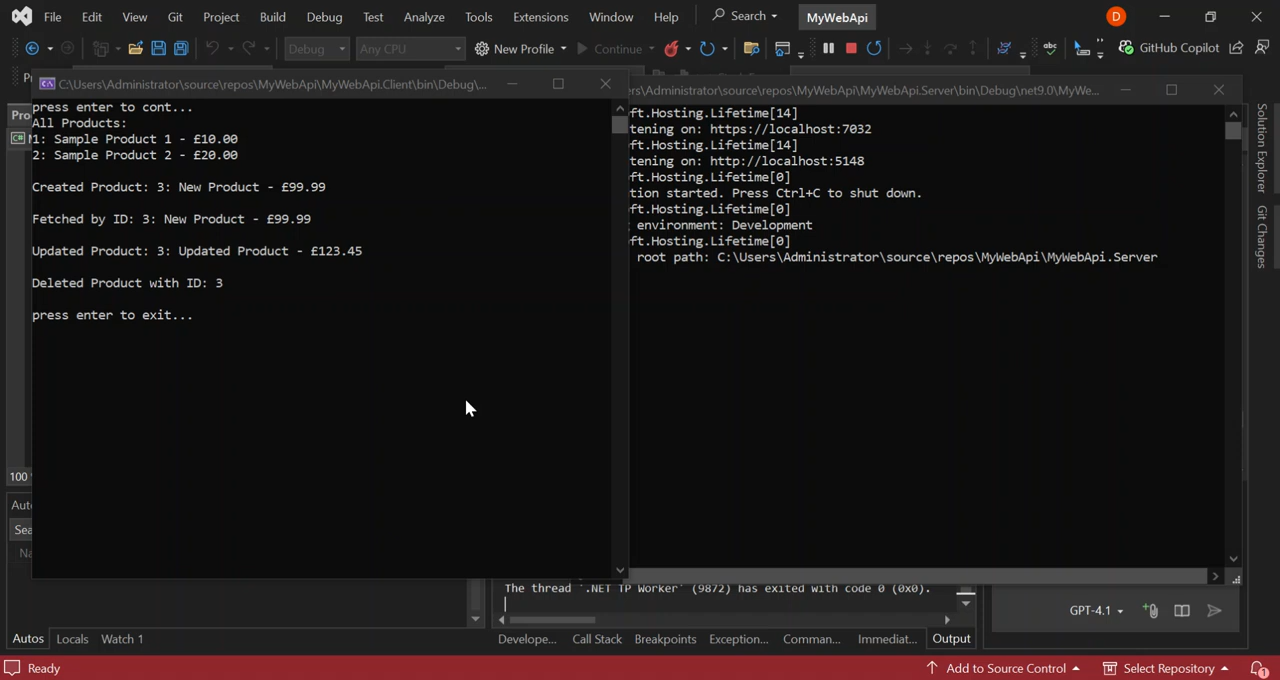 File Edit View Git Project Build Debug Test Analyze Tools Extensions Window Help Search MyWebApi D
Debug Any CPU New Profile Continue abc GitHub Copilot
C:\Users\Administrator\source\repos\MyWebApi\MyWebApi.Client\bin\Debug\...
press enter to cont...
All Products:
1: Sample Product 1 - £10.00
2: Sample Product 2 - £20.00
Created Product: 3: New Product - £99.99
Fetched by ID: 3: New Product - £99.99
Updated Product: 3: Updated Product - £123.45
Deleted Product with ID: 3
press enter to exit...
ers\Administrator\source\repos\MyWebApi\MyWebApi.Server\bin\Debug\net9.0\MyWe...
ft.Hosting.Lifetime[14]
tening on: https://localhost:7032
ft.Hosting.Lifetime[14]
tening on: http://localhost:5148
ft.Hosting.Lifetime[0]
tion started. Press Ctrl+C to shut down.
ft.Hosting.Lifetime[0]
environment: Development
ft.Hosting.Lifetime[0]
root path: C:\Users\Administrator\source\repos\MyWebApi\MyWebApi.Server
Solution Explorer
Git Changes
Pro
C#
100
Aut
Sea
Na
The thread '.NET TP Worker' (9872) has exited with code 0 (0x0).
GPT-4.1
Autos Locals Watch 1
Develope... Call Stack Breakpoints Exception... Comman... Immediat... Output
Ready
Add to Source Control Select Repository 1